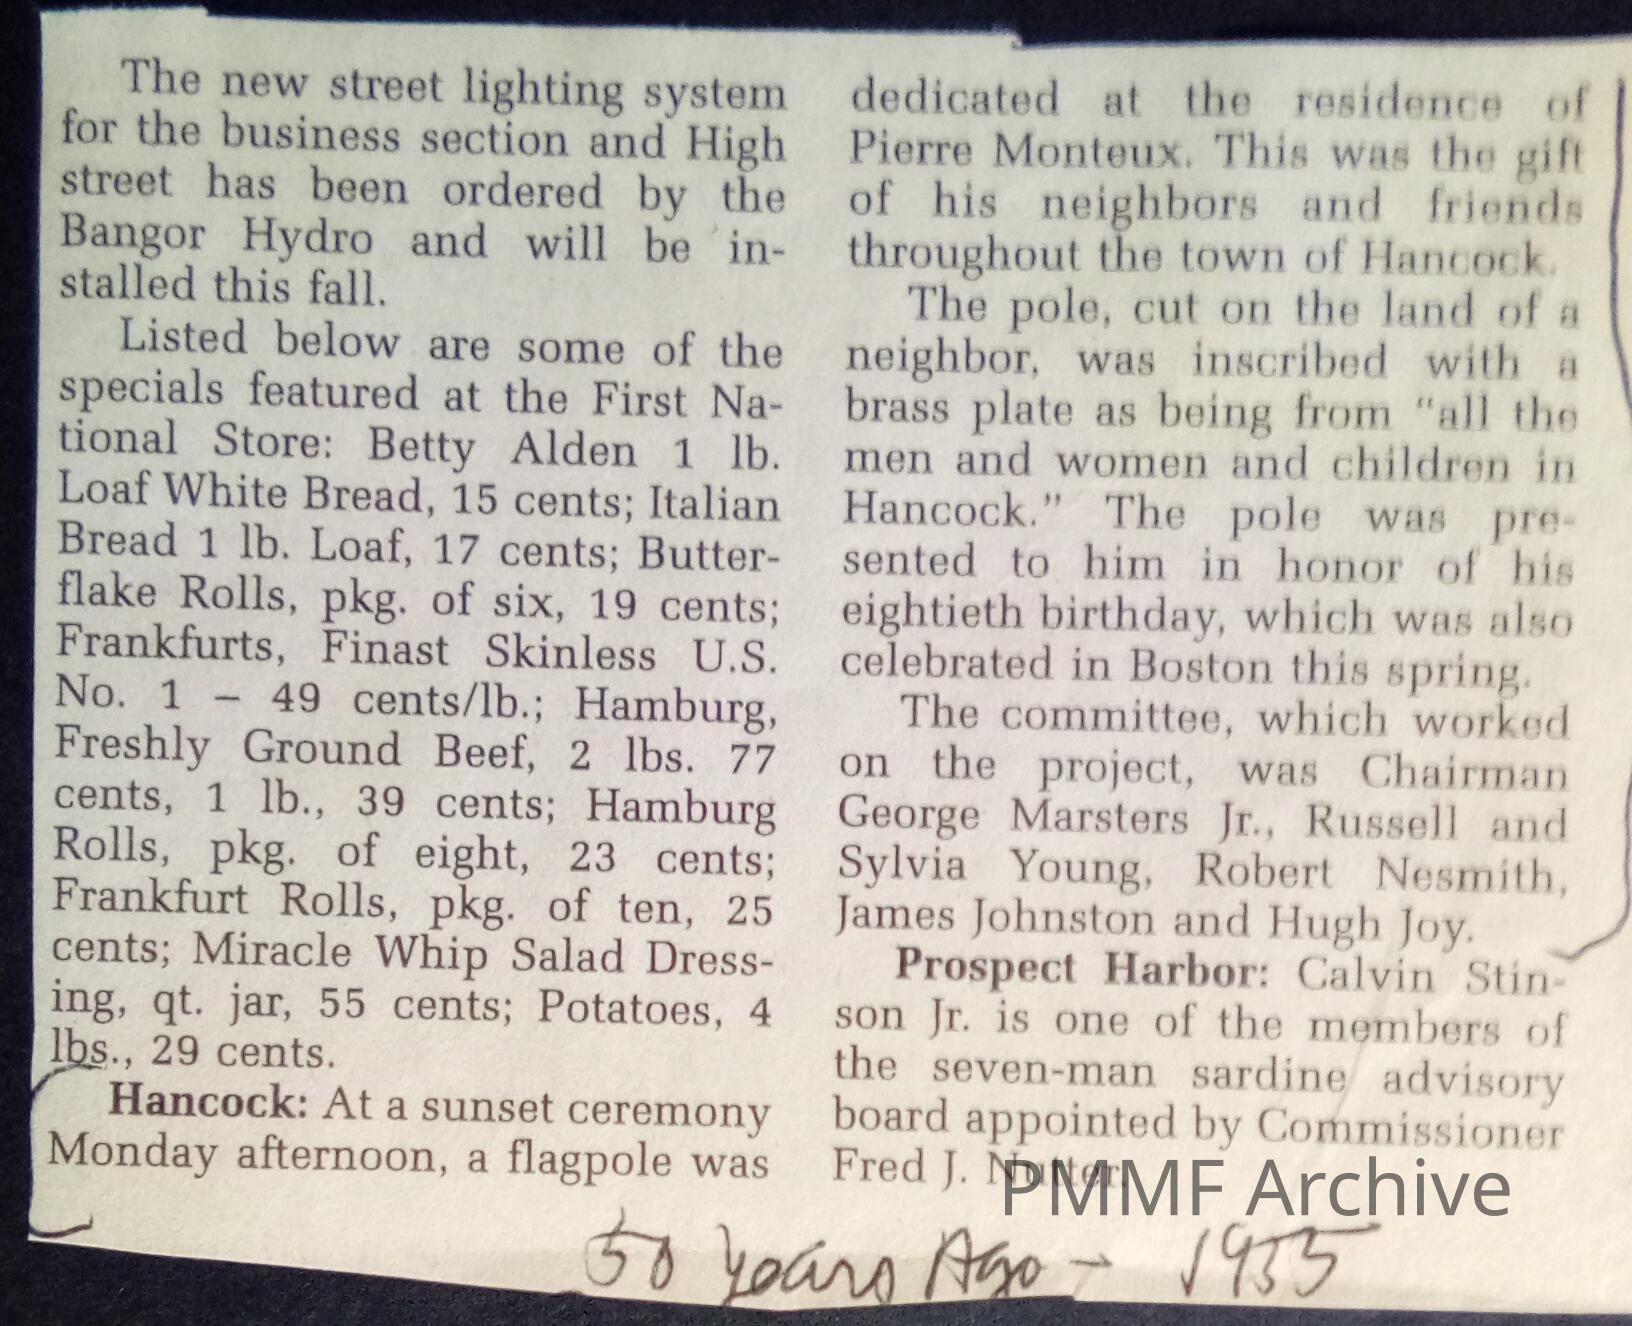 The new street lighting system
for the business section and High
street has been ordered by the
Bangor Hydro and will be in-
stalled this fall.
Listed below are some of the
specials featured at the First Na-
tional Store: Betty Alden 1 lb.
Loaf White Bread, 15 cents; Italian
Bread 1 lb. Loaf, 17 cents; Butter-
flake Rolls, pkg. of six, 19 cents;
Frankfurts, Finast Skinless U.S.
No. 1 – 49 cents/lb.; Hamburg,
Freshly Ground Beef, 2 lbs. 77
cents, 1 lb., 39 cents; Hamburg
Rolls, pkg. of eight, 23 cents;
Frankfurt Rolls, pkg. of ten, 25
cents; Miracle Whip Salad Dress-
ing, qt. jar, 55 cents; Potatoes, 4
lbs., 29 cents.
Hancock: At a sunset ceremony
Monday afternoon, a flagpole was
dedicated at the residence of
Pierre Monteux. This was the gift
of his neighbors and friends
throughout the town of Hancock.
The pole, cut on the land of a
neighbor, was inscribed with a
brass plate as being from “all the
men and women and children in
Hancock.” The pole was pre-
sented to him in honor of his
eightieth birthday, which was also
celebrated in Boston this spring.
The committee, which worked
on the project, was Chairman
George Marsters Jr., Russell and
Sylvia Young, Robert Nesmith,
James Johnston and Hugh Joy.
Prospect Harbor: Calvin Stin-
son Jr. is one of the members of
the seven-man sardine advisory
board appointed by Commissioner
Fred J. Nutter.
PMMF Archive
50 Years Ago – 1955